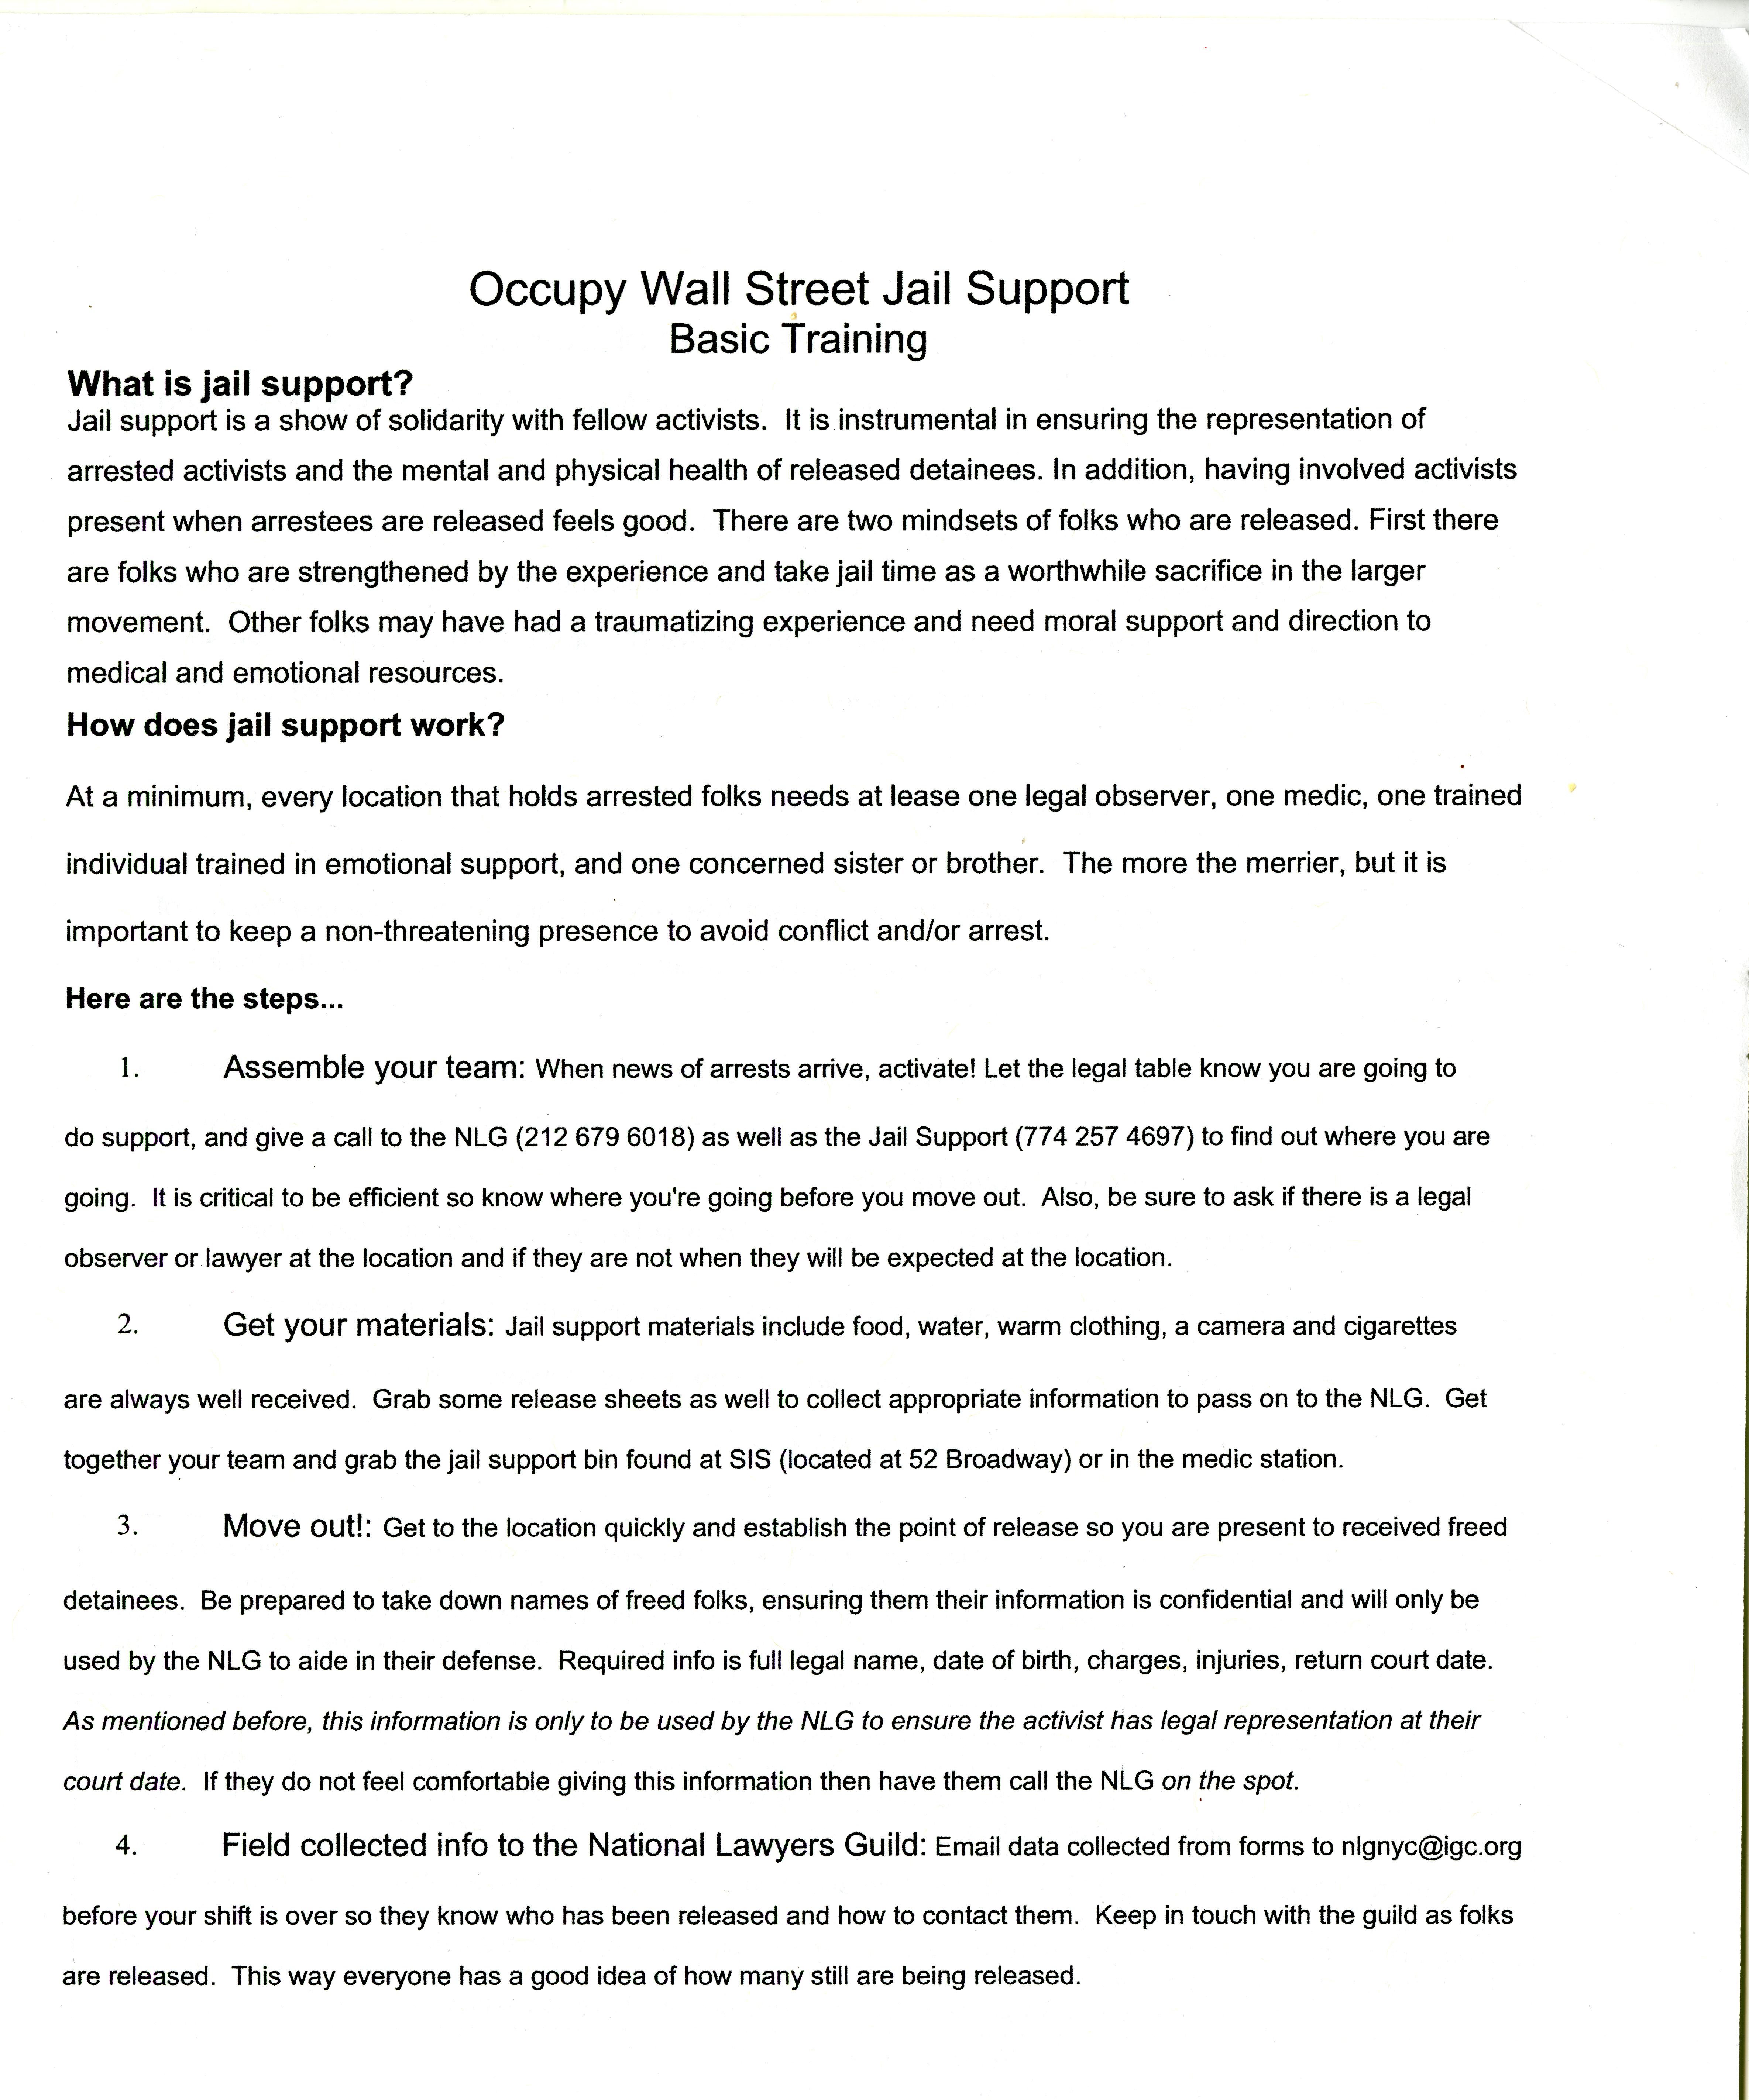 Occupy Wall Street Jail Support
Basic Training
What is jail support?
Jail support is a show of solidarity with fellow activists.  It is instrumental in ensuring the representation of
arrested activists and the mental and physical health of released detainees. In addition, having involved activists
present when arrestees are released feels good.  There are two mindsets of folks who are released. First there
are folks who are strengthened by the experience and take jail time as a worthwhile sacrifice in the larger
movement.  Other folks may have had a traumatizing experience and need moral support and direction to
medical and emotional resources.
How does jail support work?
At a minimum, every location that holds arrested folks needs at lease one legal observer, one medic, one trained
individual trained in emotional support, and one concerned sister or brother.  The more the merrier, but it is
important to keep a non-threatening presence to avoid conflict and/or arrest.
Here are the steps...
1. Assemble your team: When news of arrests arrive, activate! Let the legal table know you are going to
do support, and give a call to the NLG (212 679 6018) as well as the Jail Support (774 257 4697) to find out where you are
going.  It is critical to be efficient so know where you're going before you move out.  Also, be sure to ask if there is a legal
observer or lawyer at the location and if they are not when they will be expected at the location.
2. Get your materials: Jail support materials include food, water, warm clothing, a camera and cigarettes
are always well received.  Grab some release sheets as well to collect appropriate information to pass on to the NLG.  Get
together your team and grab the jail support bin found at SIS (located at 52 Broadway) or in the medic station.
3. Move out!: Get to the location quickly and establish the point of release so you are present to received freed
detainees.  Be prepared to take down names of freed folks, ensuring them their information is confidential and will only be
used by the NLG to aide in their defense.  Required info is full legal name, date of birth, charges, injuries, return court date.
As mentioned before, this information is only to be used by the NLG to ensure the activist has legal representation at their
court date.  If they do not feel comfortable giving this information then have them call the NLG on the spot.
4. Field collected info to the National Lawyers Guild: Email data collected from forms to nlgnyc@igc.org
before your shift is over so they know who has been released and how to contact them.  Keep in touch with the guild as folks
are released.  This way everyone has a good idea of how many still are being released.